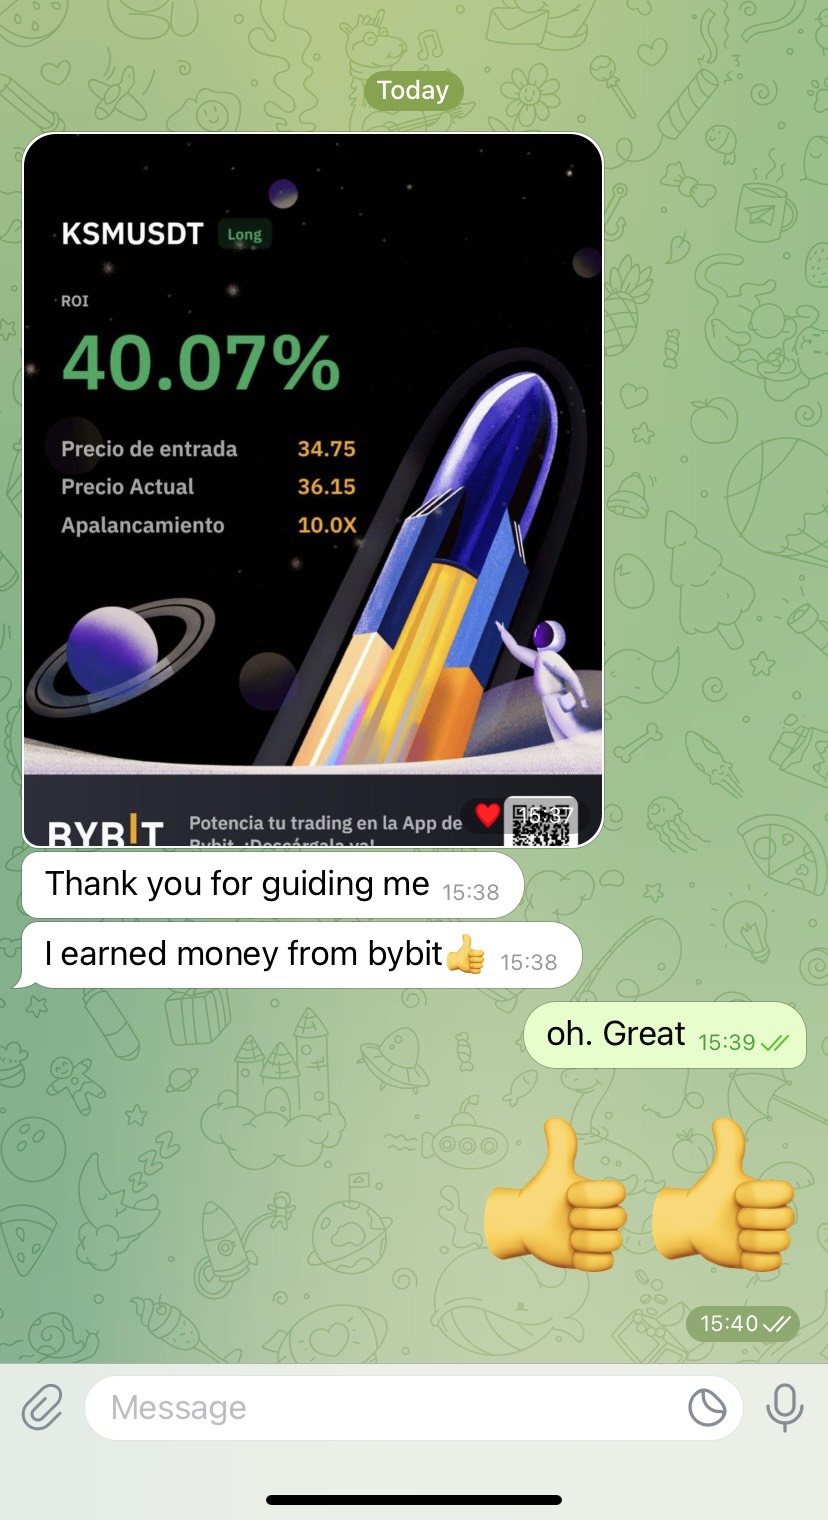 Today
KSMUSDT Long
ROI
40.07%
Precio de entrada 34.75
Precio Actual 36.15
Apalancamiento 10.0X
BYBIT
Potencia tu trading en la App de
Bybit. ¡Descárgala ya!
15:37
Thank you for guiding me 15:38
I earned money from bybit👍 15:38
oh. Great 15:39
👍👍
15:40
Message